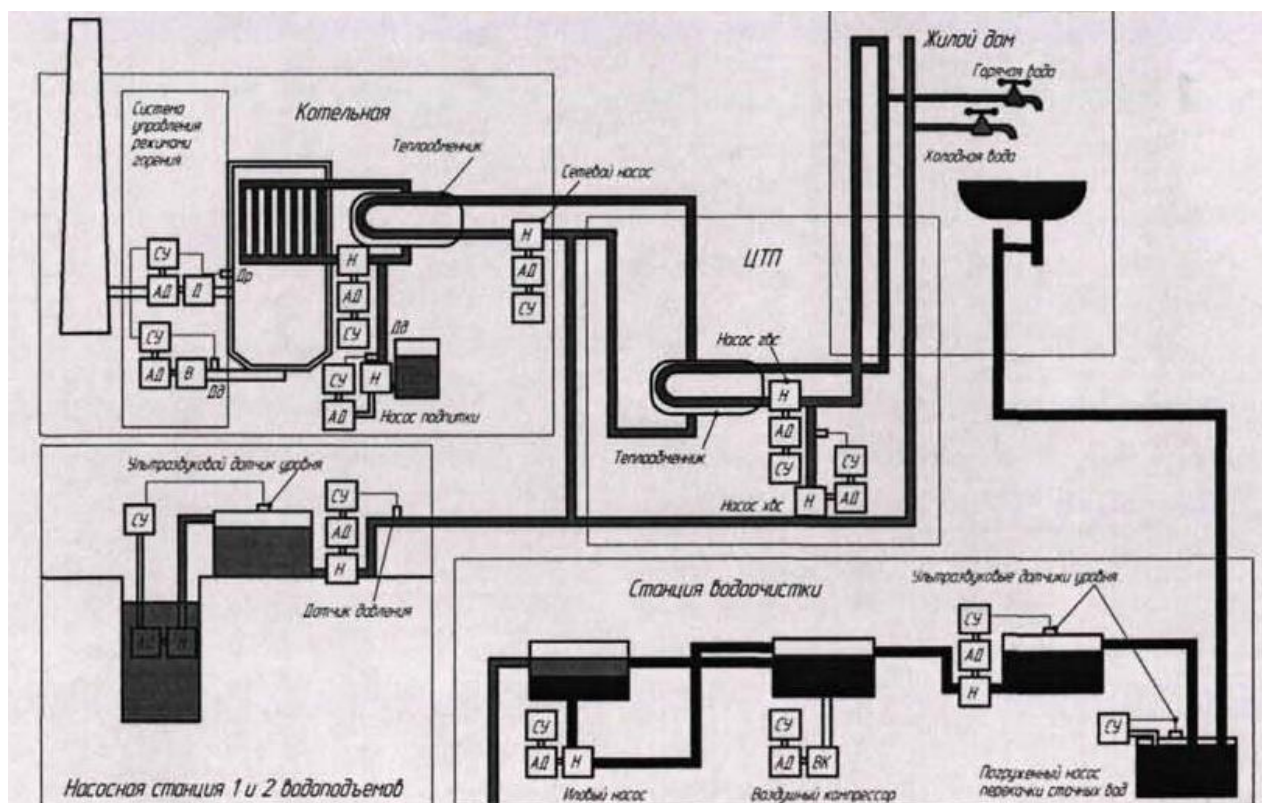 Жилой дом
Горячая вода
Холодная вода
Котельная
Система
управления
режимами
горения
Теплообменник
Сетевой насос
ЦТП
СУ
АД
Д
Др
СУ
АД
В
Дд
Н
АД
СУ
Дд
СУ
АД
Н
Насос подпитки
Н
АД
СУ
Насос гвс
Н
АД
СУ
Теплообменник
СУ
АД
Н
Насос хвс
Ультразвуковой датчик уровня
СУ
СУ
АД
Н
Датчик давления
АД
Н
Насосная станция 1 и 2 водоподъемов
Станция водоочистки
Ультразвуковые датчики уровня
СУ
АД
Н
СУ
АД
Н
Иловый насос
СУ
АД
ВК
Воздушный компрессор
СУ
Погруженный насос
перекачки сточных вод